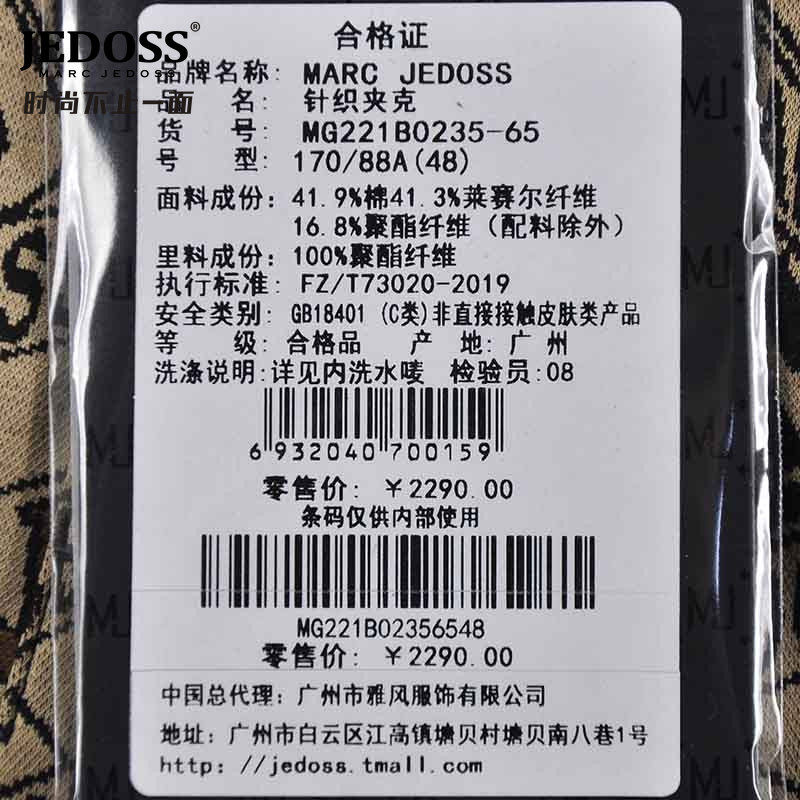 JEDOSS®
MARC JEDOSS
时尚不止一面
合格证
品牌名称: MARC JEDOSS
品 名: 针织夹克
货 号: MG221B0235-65
号 型: 170/88A(48)
面料成份: 41.9%棉41.3%莱赛尔纤维
16.8%聚酯纤维（配料除外）
里料成份: 100%聚酯纤维
执行标准: FZ/T73020-2019
安全类别: GB18401 (C类)非直接接触皮肤类产品
等 级: 合格品 产 地: 广 州
洗涤说明:详见内洗水唛 检验员:08
6 932040 700159
零售价: ￥2290.00
条码仅供内部使用
MG221B02356548
零售价: ￥2290.00
中国总代理: 广州市雅风服饰有限公司
地址: 广州市白云区江高镇塘贝村塘贝南八巷1号
http: //jedoss.tmall.com
MJ
MJ
MJ
MJ
MJ
MJ